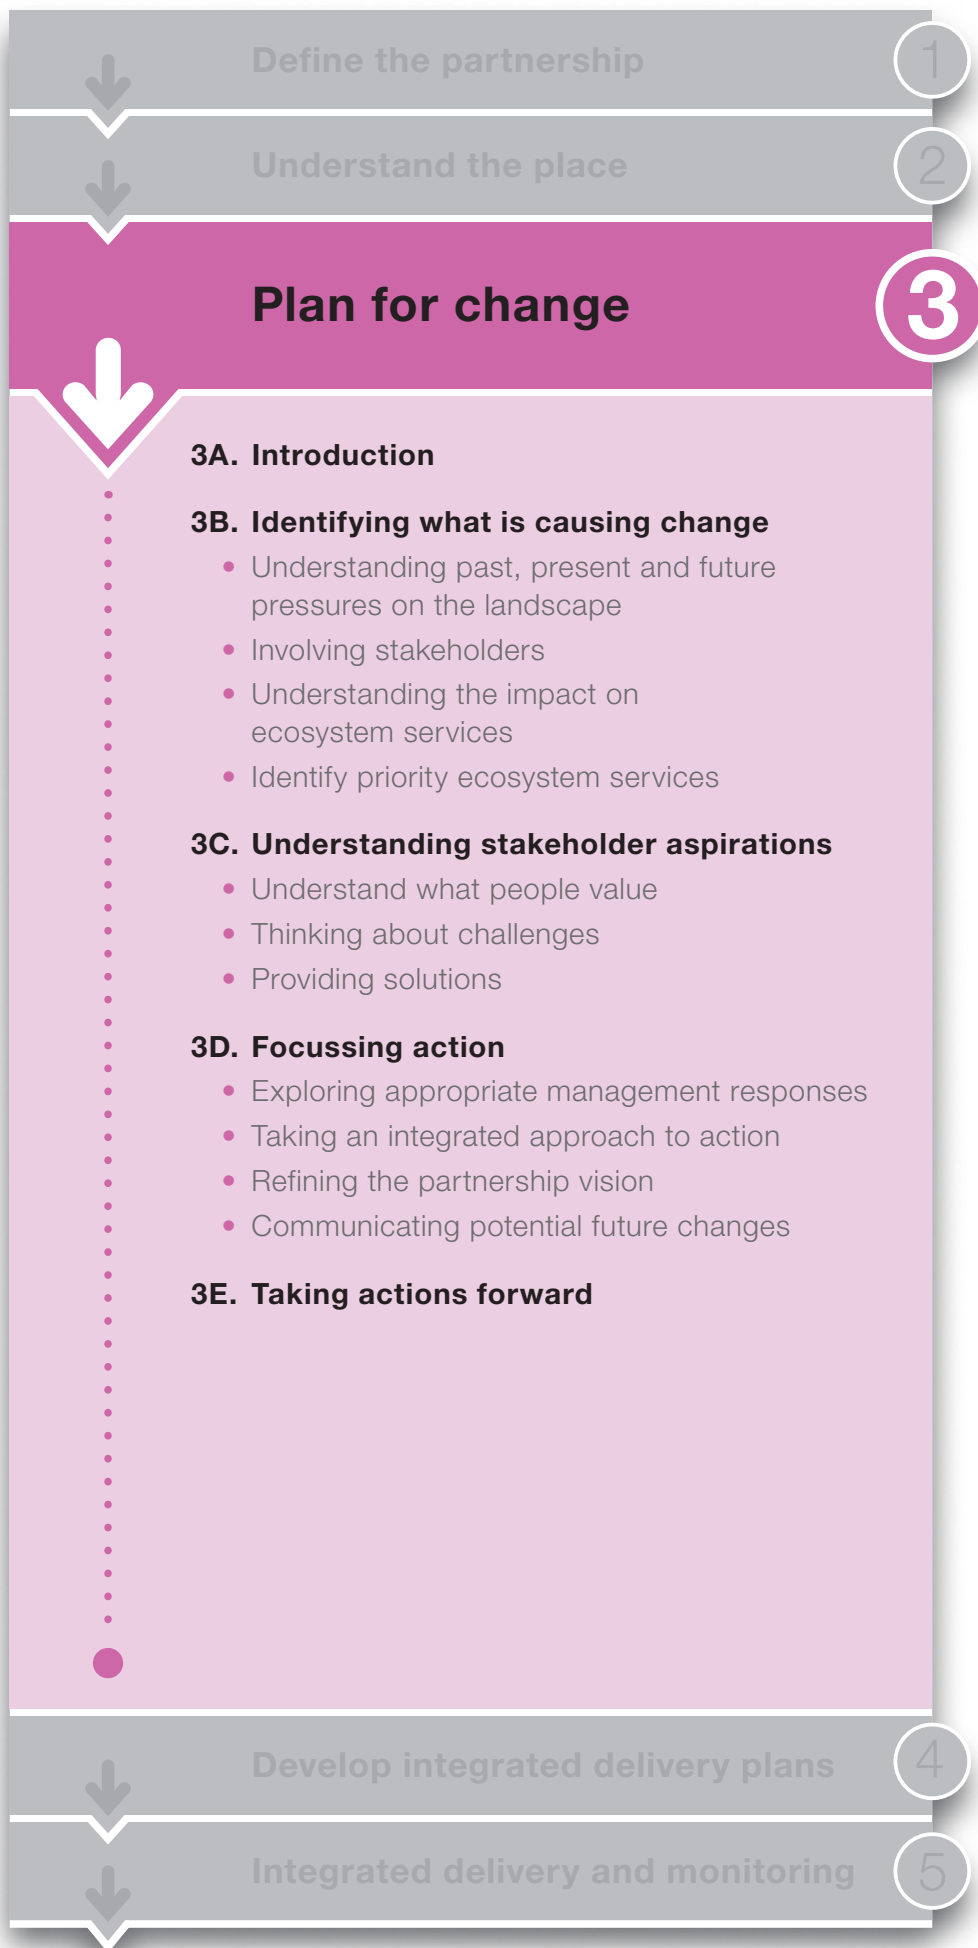 Define the partnership
1
Understand the place
2
Plan for change
3
3A. Introduction
3B. Identifying what is causing change
• Understanding past, present and future
pressures on the landscape
• Involving stakeholders
• Understanding the impact on
ecosystem services
• Identify priority ecosystem services
3C. Understanding stakeholder aspirations
• Understand what people value
• Thinking about challenges
• Providing solutions
3D. Focussing action
• Exploring appropriate management responses
• Taking an integrated approach to action
• Refining the partnership vision
• Communicating potential future changes
3E. Taking actions forward
Develop integrated delivery plans
4
Integrated delivery and monitoring
5